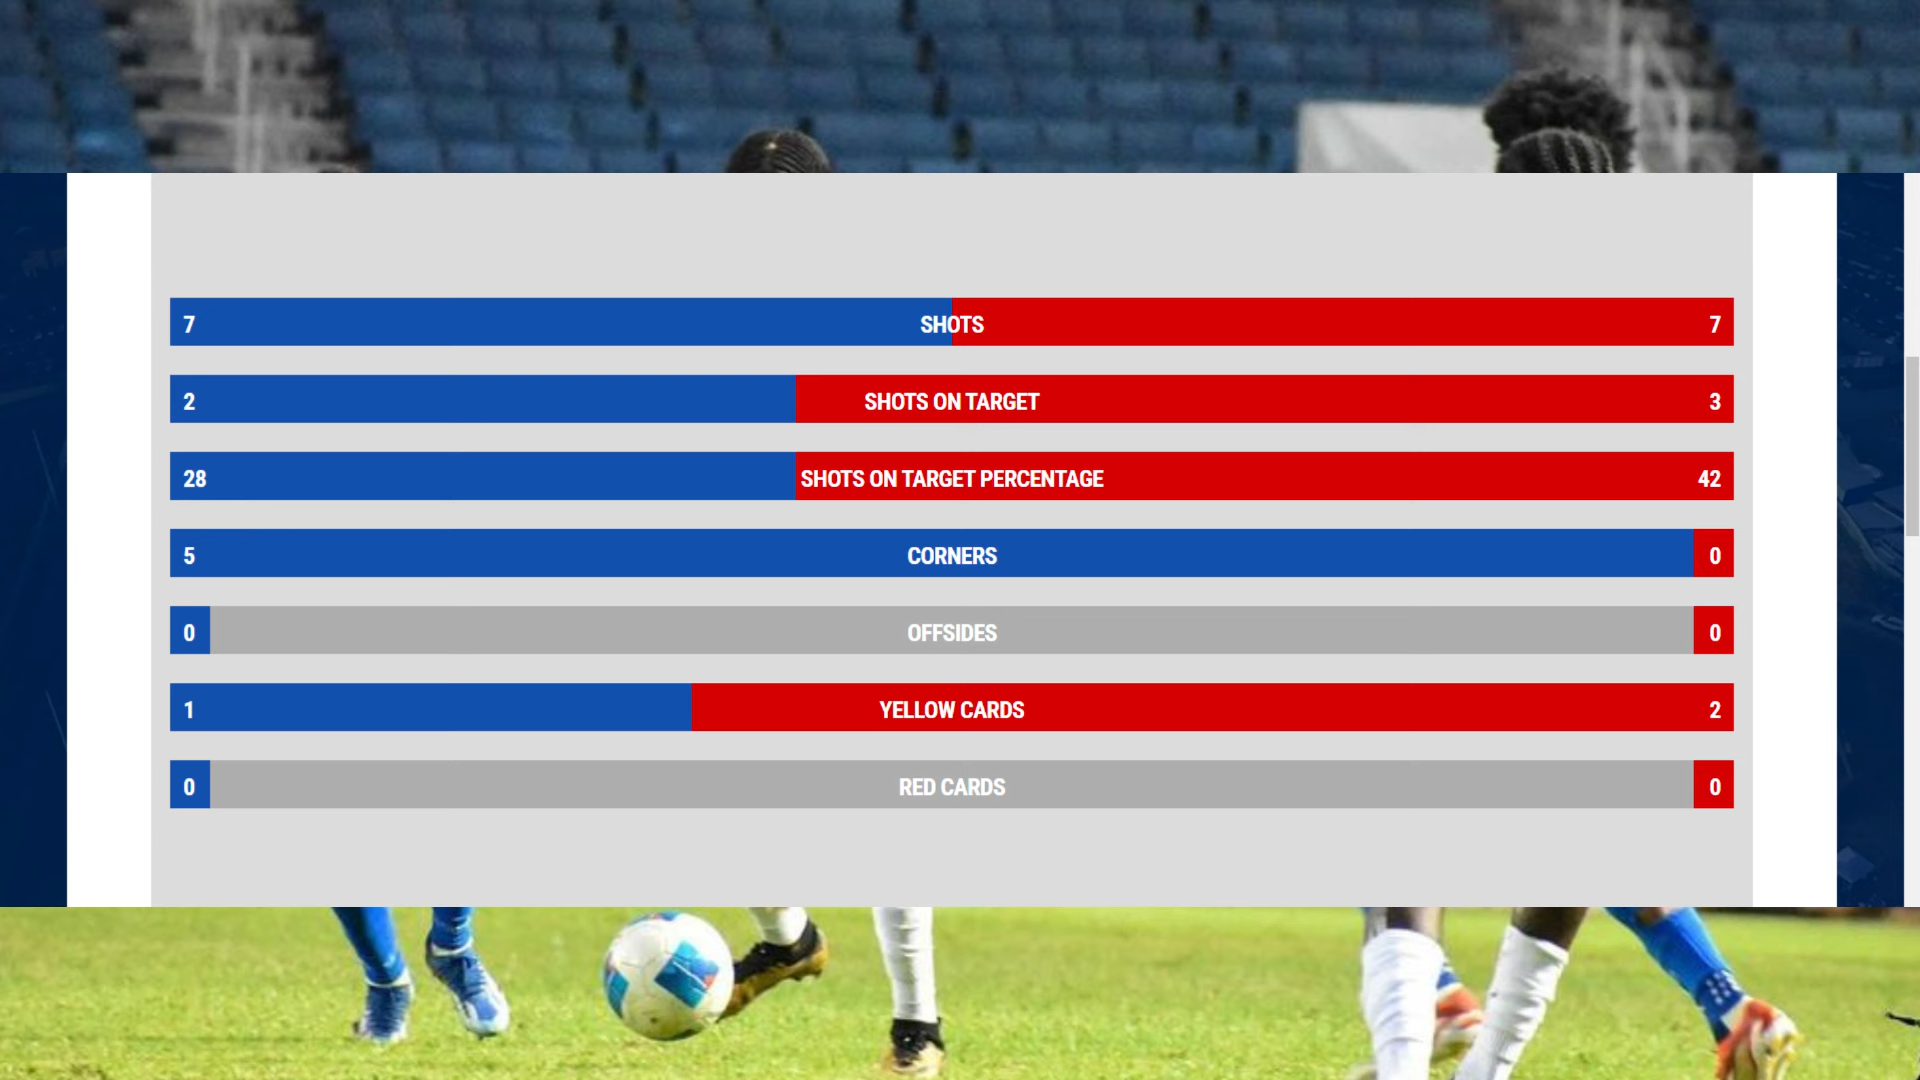 7 SHOTS 7
2 SHOTS ON TARGET 3
28 SHOTS ON TARGET PERCENTAGE 42
5 CORNERS 0
0 OFFSIDES 0
1 YELLOW CARDS 2
0 RED CARDS 0